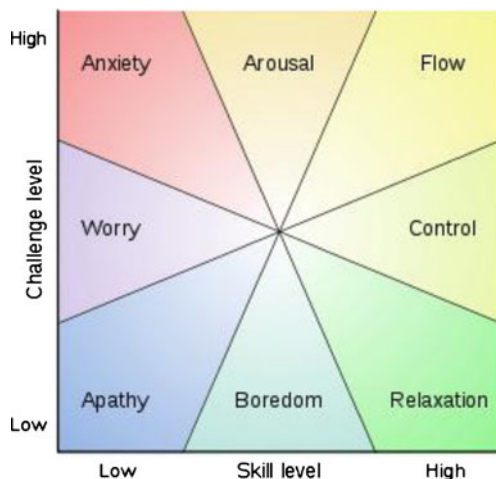 High
Anxiety
Arousal
Flow
Challenge level
Worry
Control
Apathy
Boredom
Relaxation
Low
Low
Skill level
High